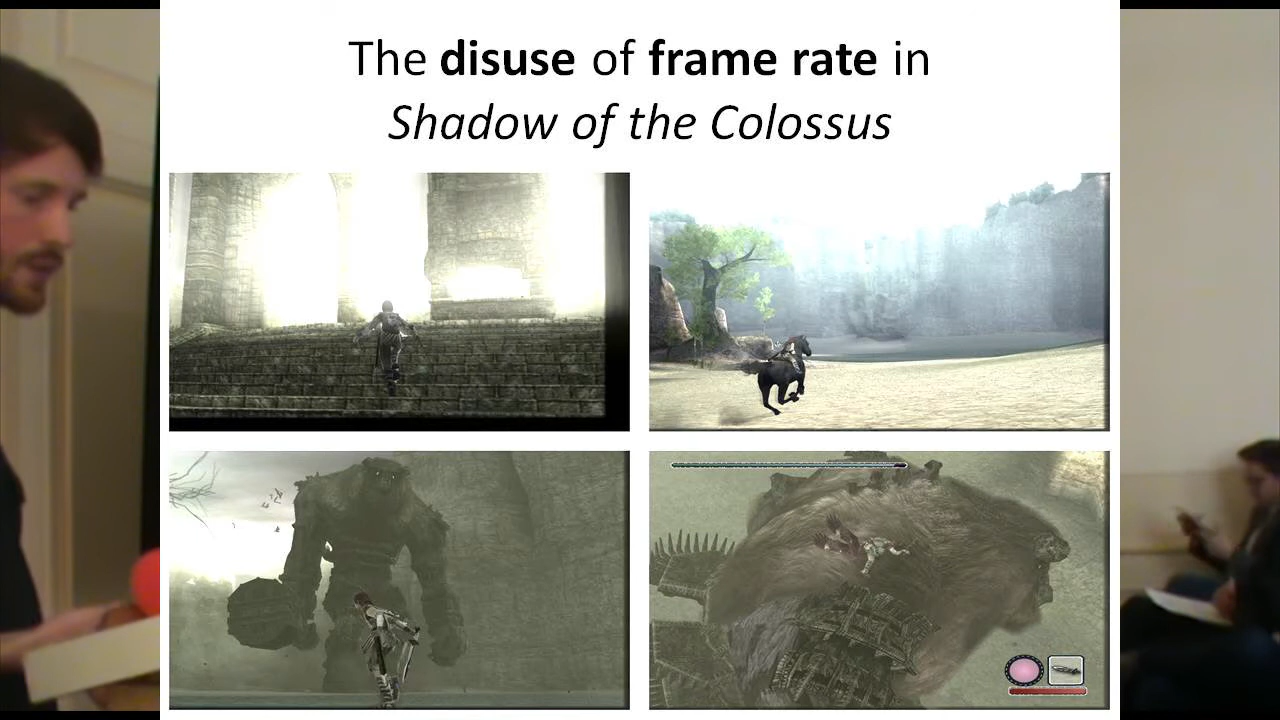 The disuse of frame rate in
Shadow of the Colossus